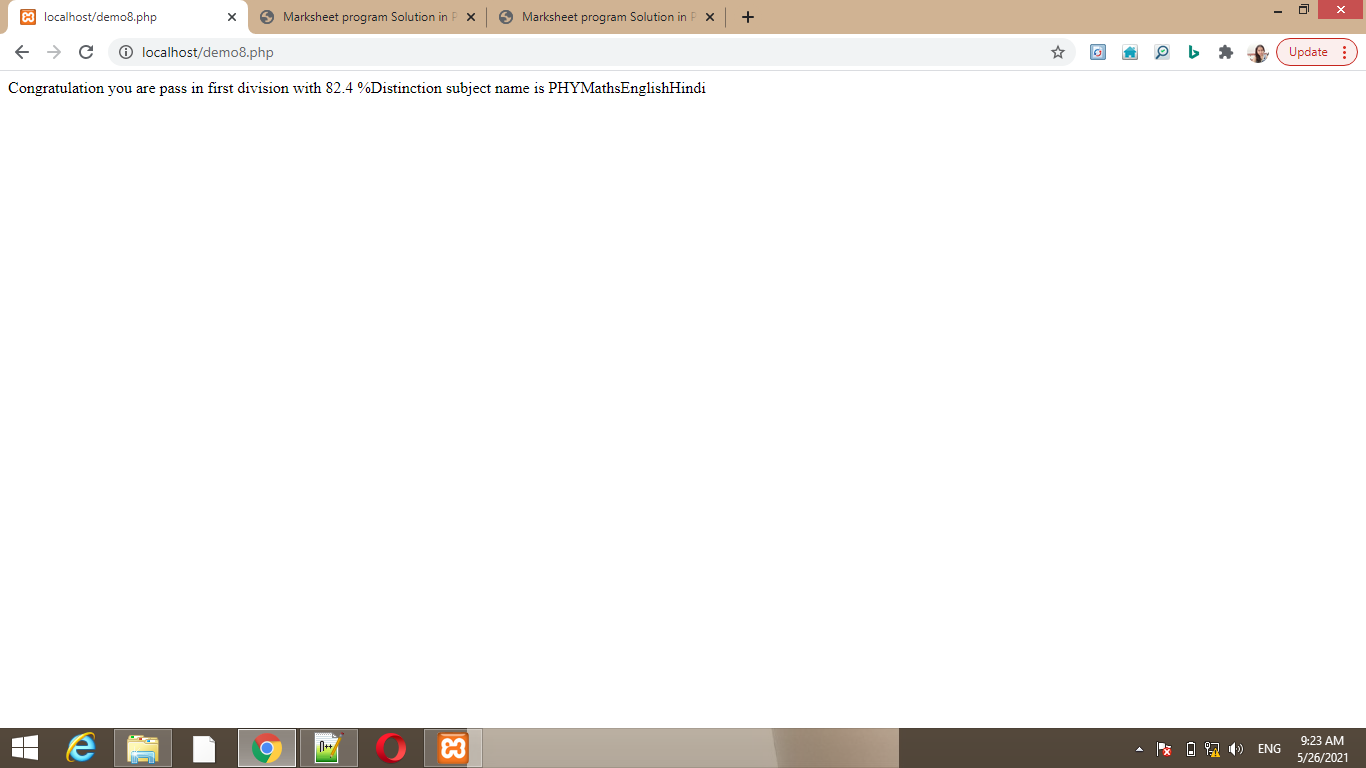 localhost/demo8.php
Marksheet program Solution in P
Marksheet program Solution in P
localhost/demo8.php
Update
Congratulation you are pass in first division with 82.4 %Distinction subject name is PHYMathsEnglishHindi
ENG
9:23 AM
5/26/2021